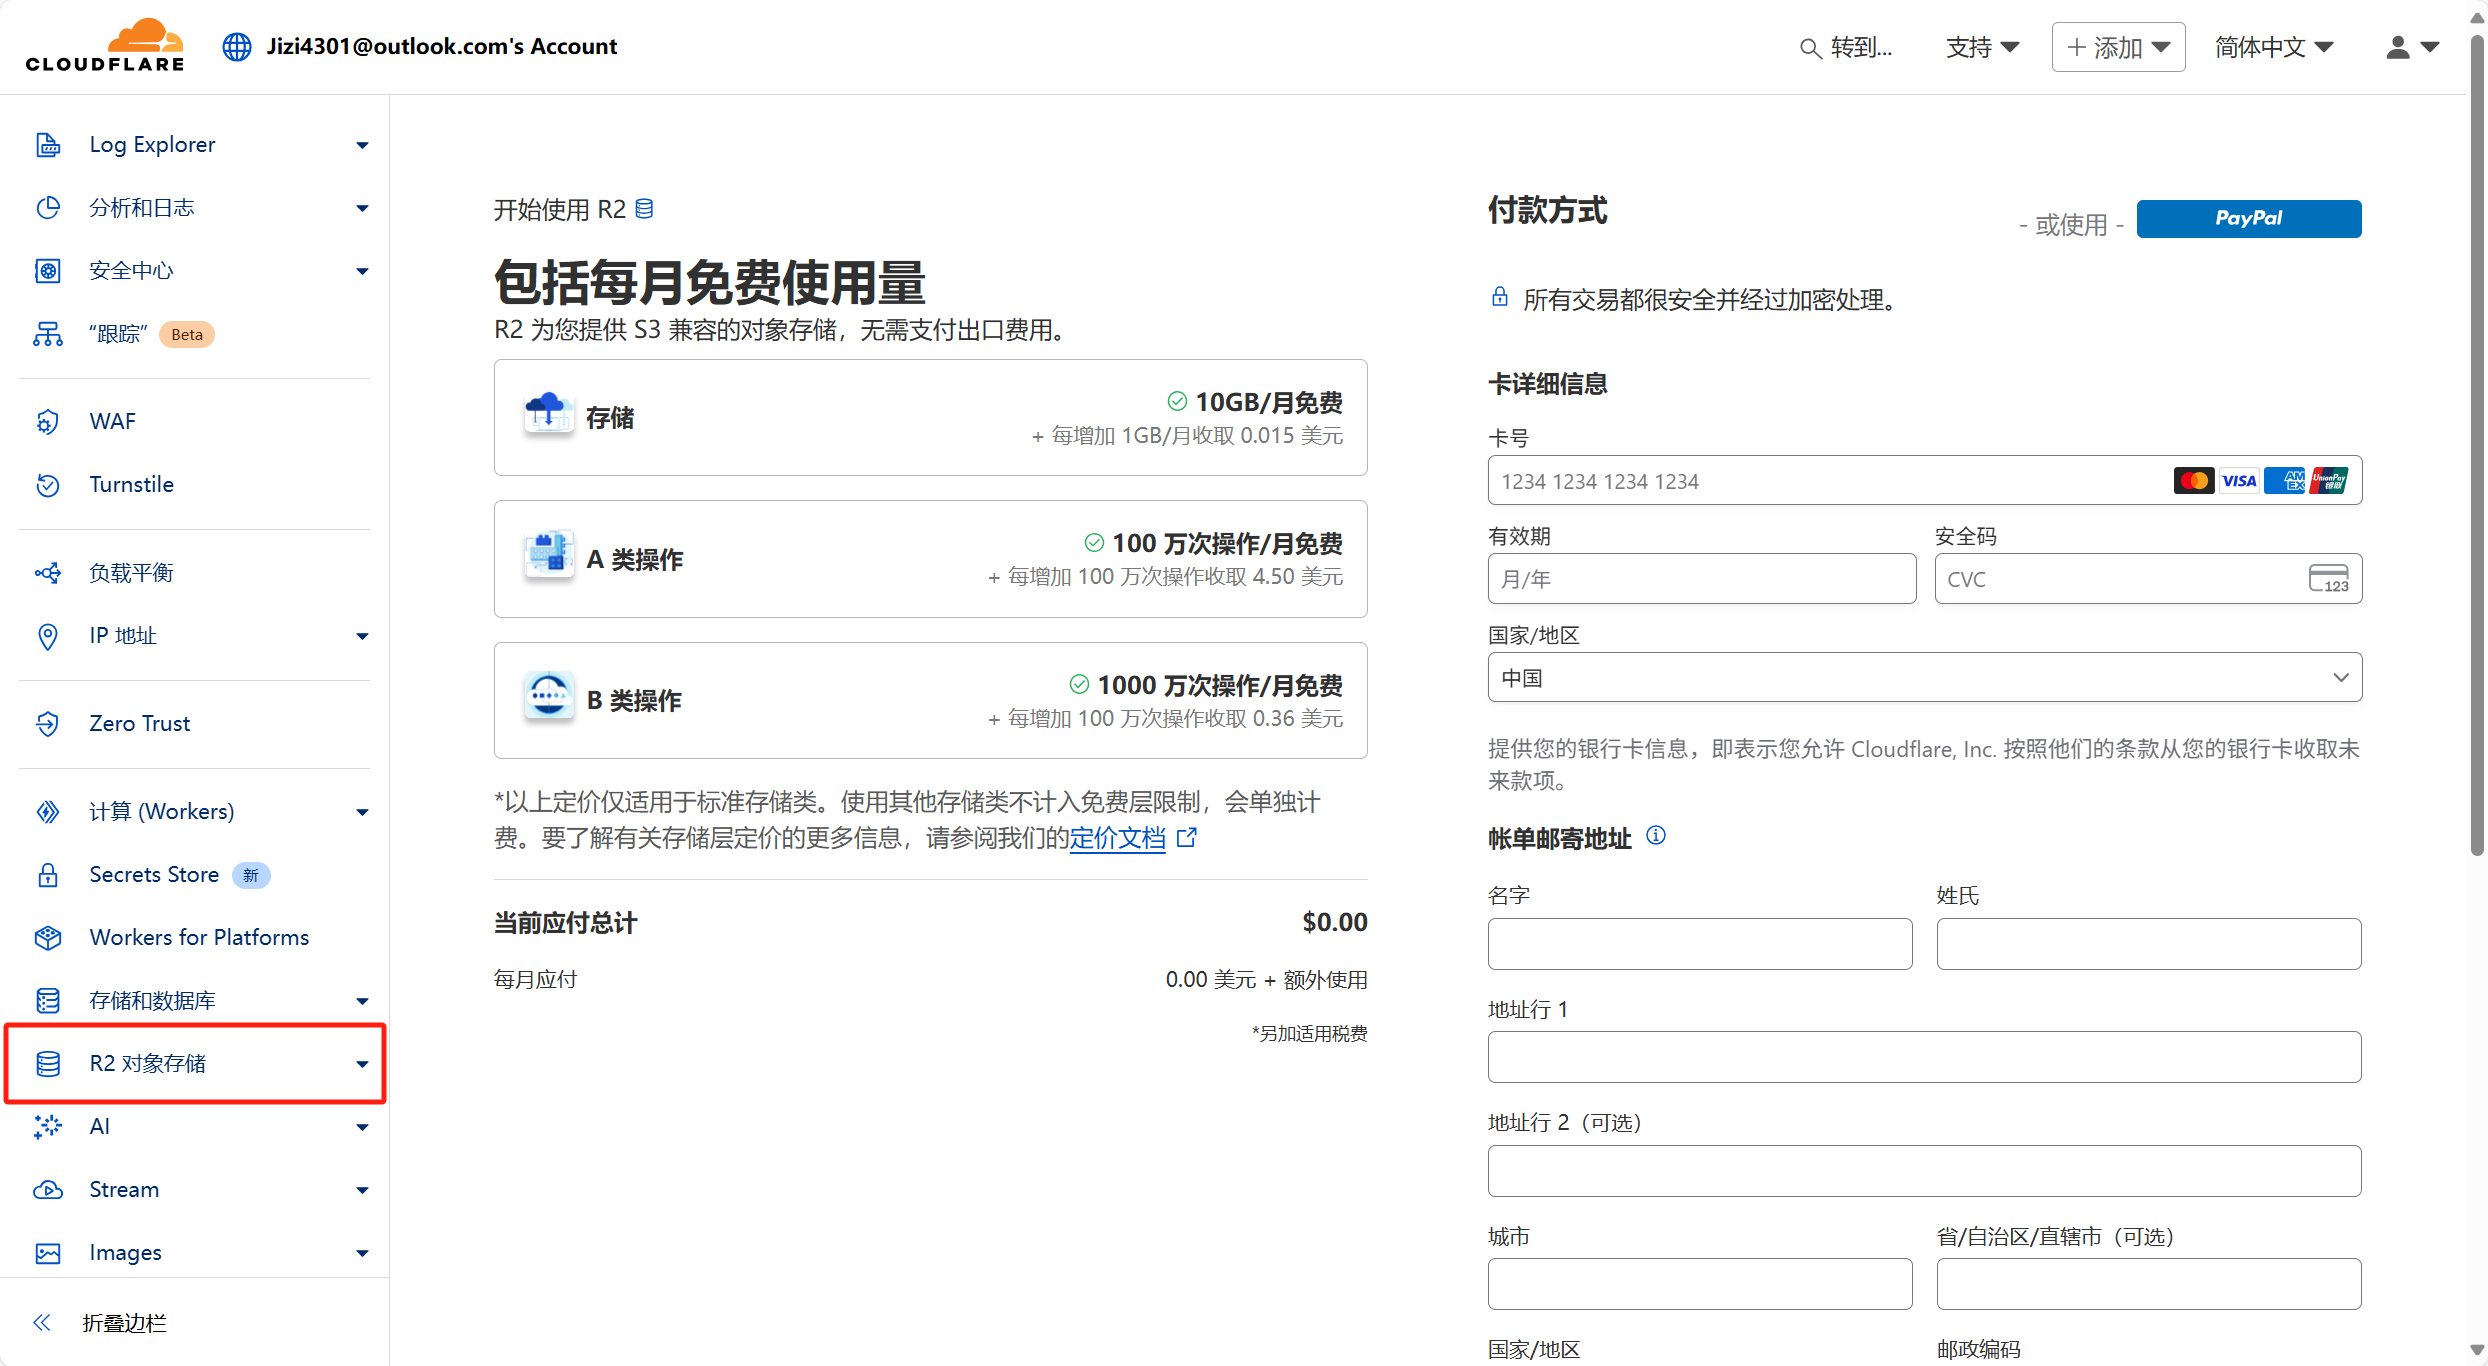 CLOUDFLARE
Jizi4301@outlook.com's Account
转到...
支持
+ 添加
简体中文
Log Explorer
分析和日志
安全中心
“跟踪” Beta
WAF
Turnstile
负载平衡
IP 地址
Zero Trust
计算 (Workers)
Secrets Store 新
Workers for Platforms
存储和数据库
R2 对象存储
AI
Stream
Images
折叠边栏
开始使用 R2
包括每月免费使用量
R2 为您提供 S3 兼容的对象存储，无需支付出口费用。
存储
10GB/月免费
+ 每增加 1GB/月收取 0.015 美元
A 类操作
100 万次操作/月免费
+ 每增加 100 万次操作收取 4.50 美元
B 类操作
1000 万次操作/月免费
+ 每增加 100 万次操作收取 0.36 美元
*以上定价仅适用于标准存储类。使用其他存储类不计入免费层限制，会单独计
费。要了解有关存储层定价的更多信息，请参阅我们的定价文档
当前应付总计 $0.00
每月应付 0.00 美元 + 额外使用
*另加适用税费
付款方式
- 或使用 - PayPal
所有交易都很安全并经过加密处理。
卡详细信息
卡号
1234 1234 1234 1234 VISA AM EX UnionPay 银联
有效期 安全码
月/年 CVC 123
国家/地区
中国
提供您的银行卡信息，即表示您允许 Cloudflare, Inc. 按照他们的条款从您的银行卡收取未
来款项。
帐单邮寄地址
名字 姓氏
地址行 1
地址行 2（可选）
城市 省/自治区/直辖市（可选）
国家/地区 邮政编码